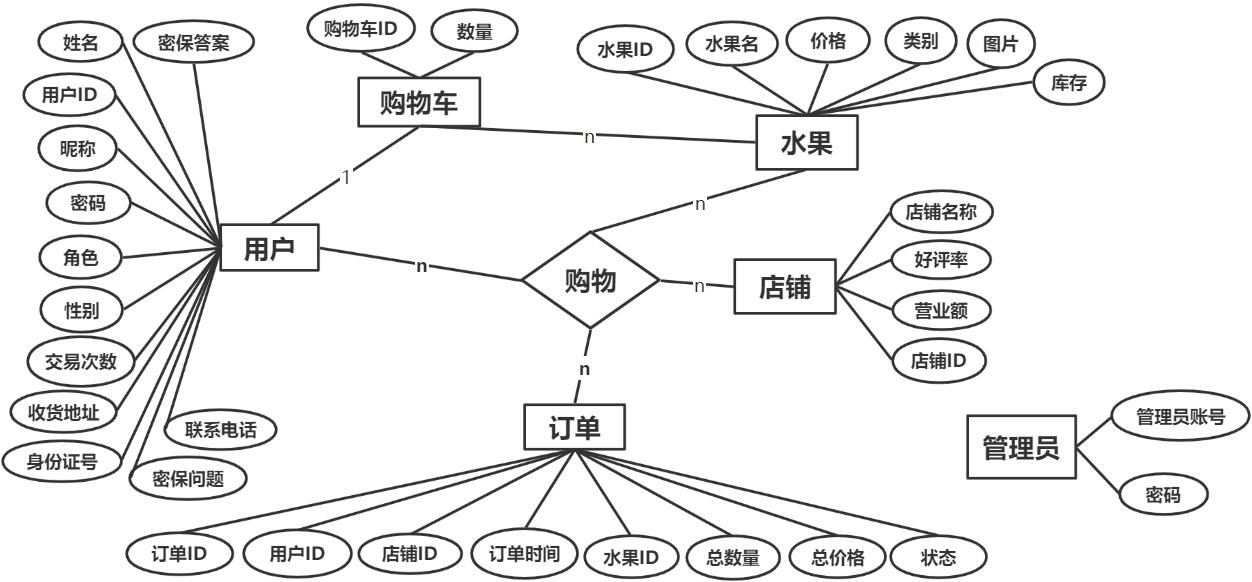 姓名
密保答案
购物车ID
数量
水果ID
水果名
价格
类别
图片
库存
用户ID
购物车
昵称
n
水果
密码
1
n
店铺名称
角色
用户
n
购物
n
店铺
好评率
性别
营业额
交易次数
n
店铺ID
收货地址
联系电话
订单
管理员账号
身份证号
密保问题
管理员
密码
订单ID
用户ID
店铺ID
订单时间
水果ID
总数量
总价格
状态